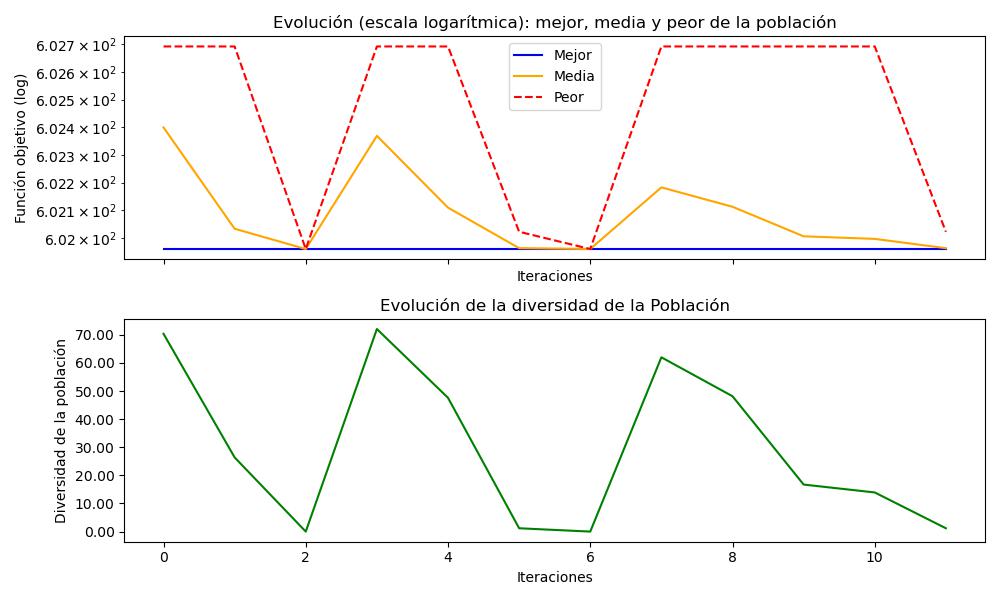 Evolución (escala logarítmica): mejor, media y peor de la población
6.027 × 10²
6.026 × 10²
6.025 × 10²
6.024 × 10²
6.023 × 10²
6.022 × 10²
6.021 × 10²
6.02 × 10²
Función objetivo (log)
Mejor
Media
Peor
Iteraciones
Evolución de la diversidad de la Población
70.00
60.00
50.00
40.00
30.00
20.00
10.00
0.00
Diversidad de la población
0 2 4 6 8 10
Iteraciones